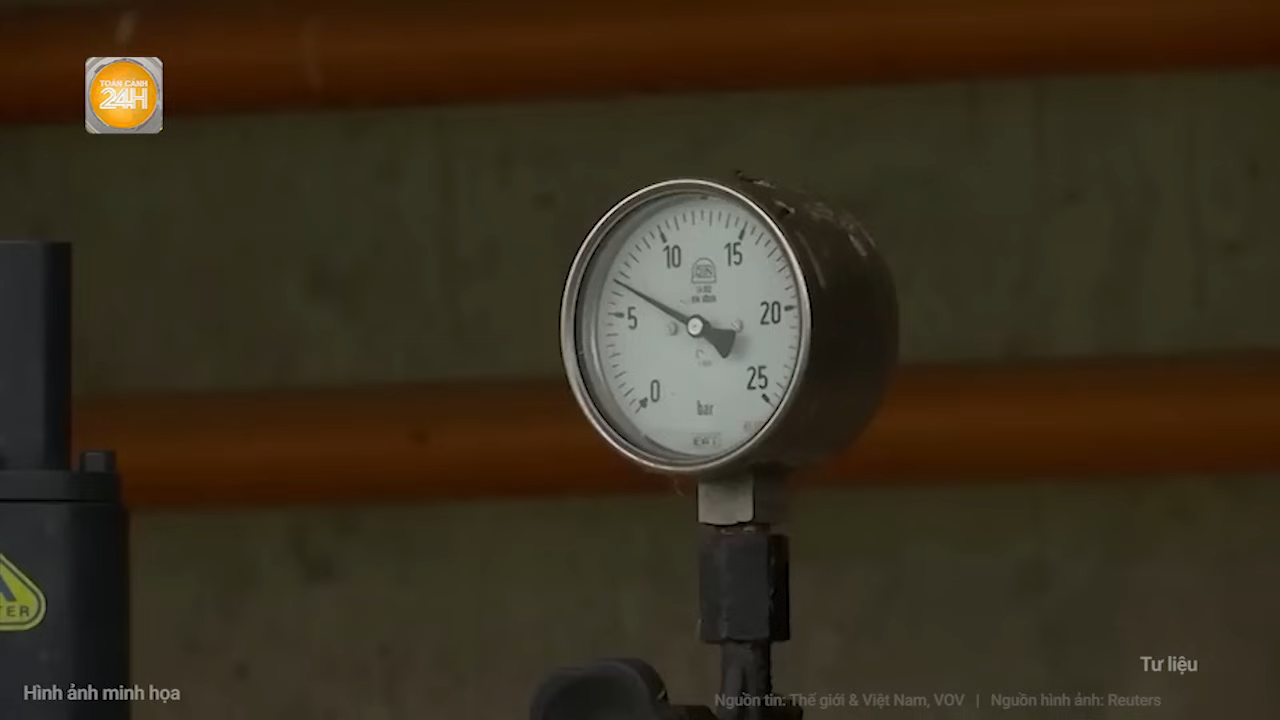 TOÀN CẢNH
24H
10
15
5
20
0
25
bar
TER
Tư liệu
Hình ảnh minh họa
Nguồn tin: Thế giới & Việt Nam, VOV | Nguồn hình ảnh: Reuters